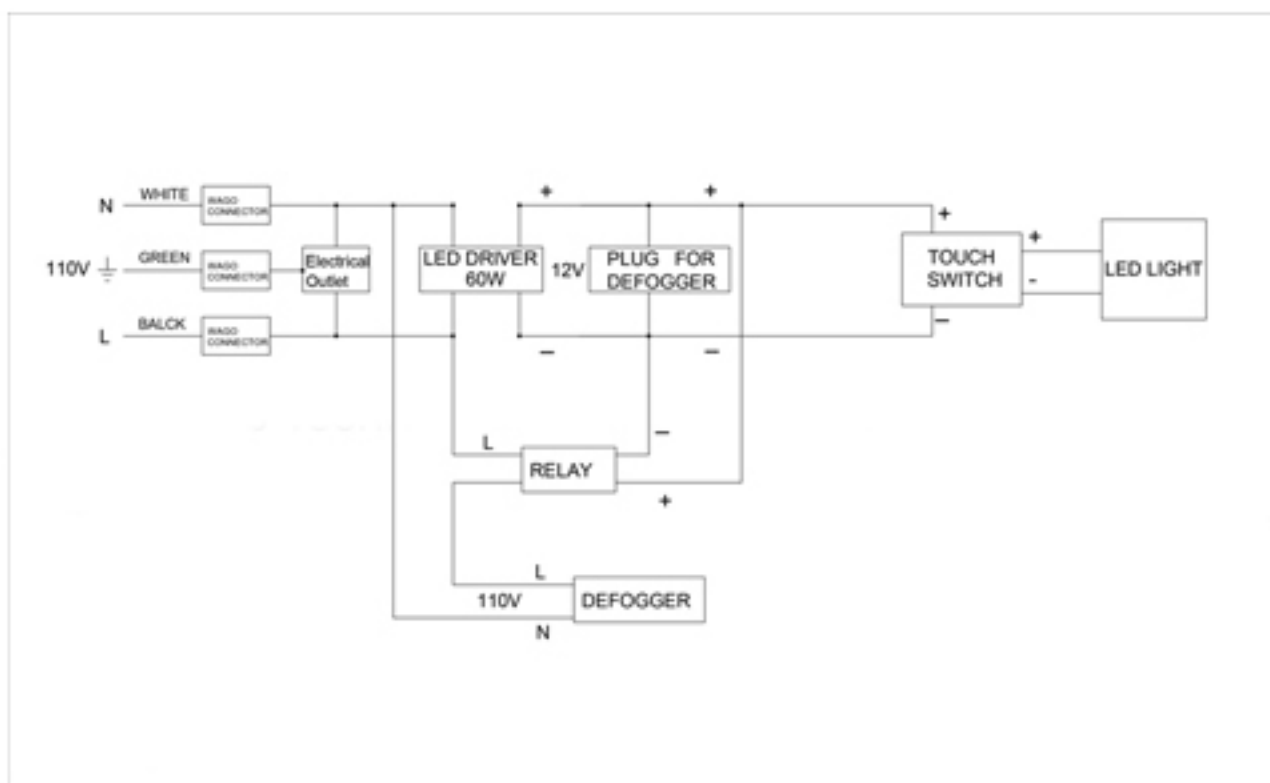 N WHITE WAGO
CONNECTOR
110V GREEN WAGO
CONNECTOR
L BALCK WAGO
CONNECTOR
Electrical
Outlet
LED DRIVER
60W
+
−
12V
PLUG FOR
DEFOGGER
+
−
TOUCH
SWITCH
+
−
+
-
LED LIGHT
L
RELAY
−
+
L
110V
N
DEFOGGER